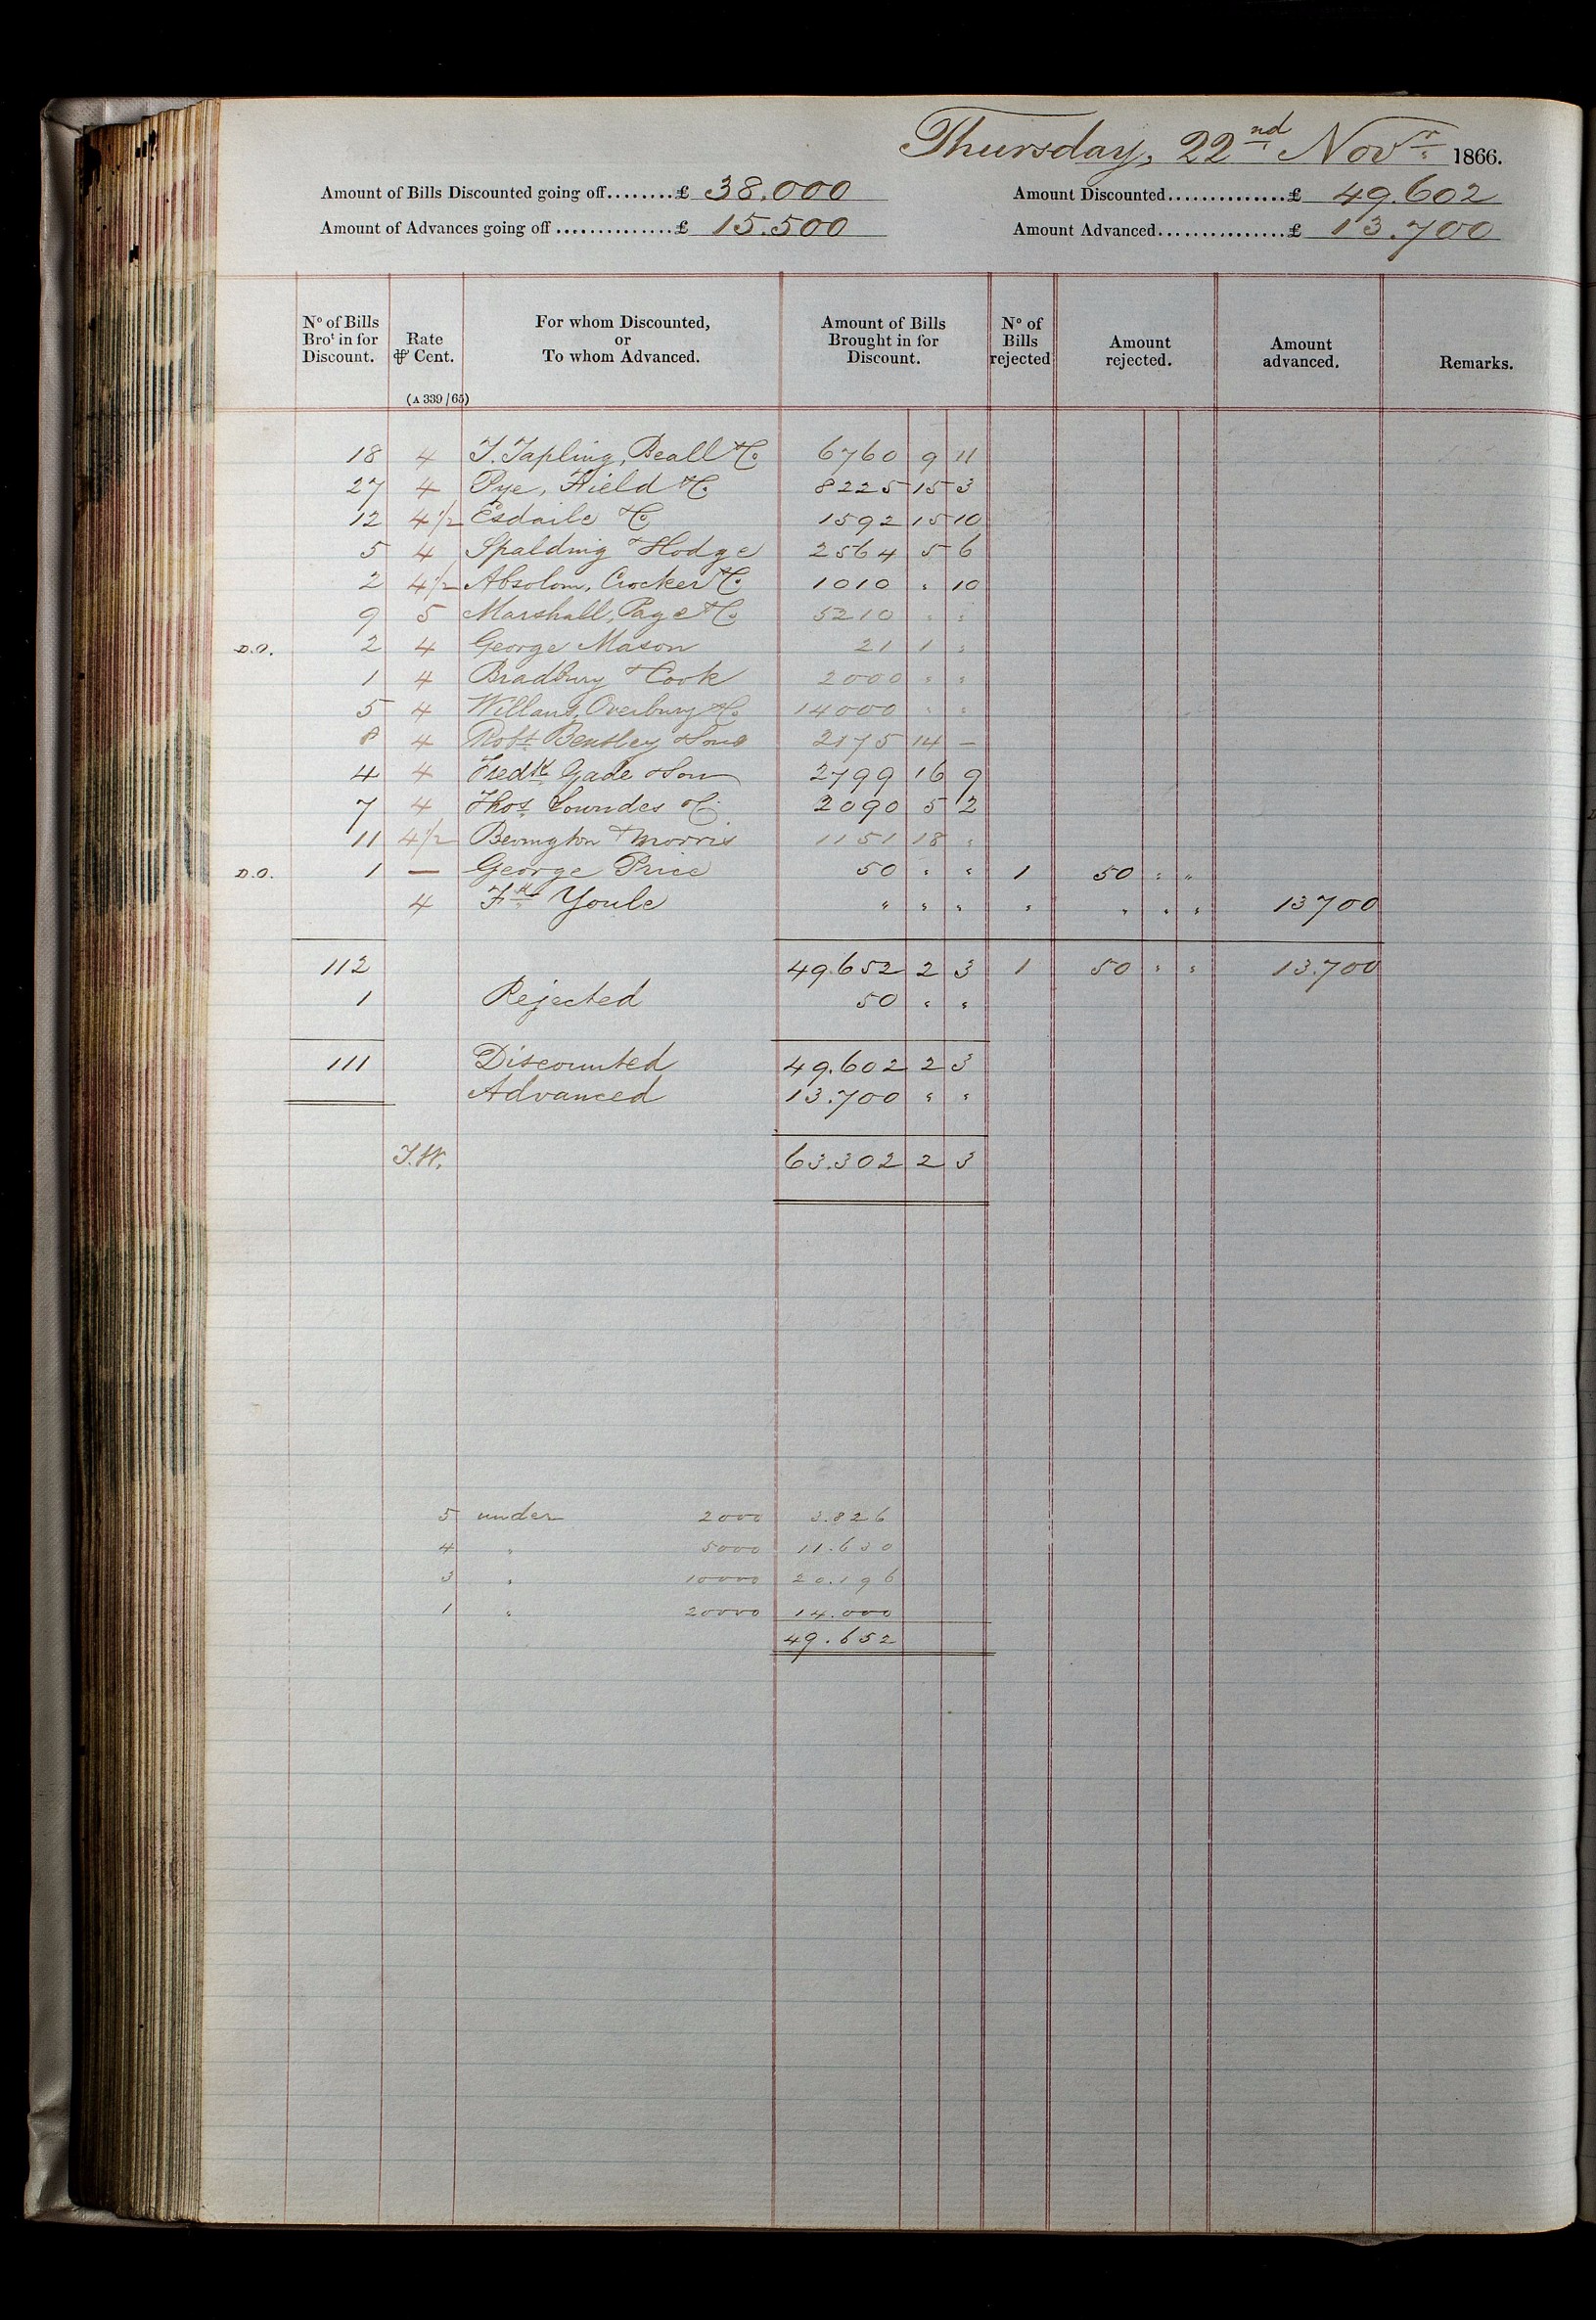 Thursday, 22nd Novr 1866.
Amount of Bills Discounted going off........£ 38.000 Amount Discounted..............£ 49.602
Amount of Advances going off..............£ 15.500 Amount Advanced................£ 13.700
No of Bills Brot in for Discount. Rate ⅌ Cent. (A 339/65) For whom Discounted, or To whom Advanced. Amount of Bills Brought in for Discount. No of Bills rejected Amount rejected. Amount advanced. Remarks.
18 4 T. Tapling, Beall & Co 6760 9 11
27 4 Pye, Field & Co 8225 15 3
12 4 1/2 Esdaile & Co 1592 15 10
5 4 Spalding & Hodge 2564 5 6
2 4 1/2 Absolom, Crocker & Co 1010 " 10
9 5 Marshall, Page & Co 5210 " "
D.O. 2 4 George Mason 21 1 "
1 4 Bradbury & Cook 2000 " "
5 4 Willans, Overbury & Co 14000 " "
8 4 Robt Bensley & Sons 2175 14 —
4 4 Fredk Gade & Son 2799 16 9
7 4 Thos Lowndes & Co 2090 5 2
11 4 1/2 Bevington & Morris 1151 18 "
D.O. 1 — George Price 50 " " 1 50 " "
4 Fk Youle " " " " " " " 13700
112 49.652 2 3 1 50 " " 13.700
1 Rejected 50 " "
111 Discounted 49.602 2 3
Advanced 13.700 " "
J.W. 63.302 2 3
5 under 2000 3.826
4 " 5000 11.630
3 " 10000 20.196
1 " 20000 14.000
49.652